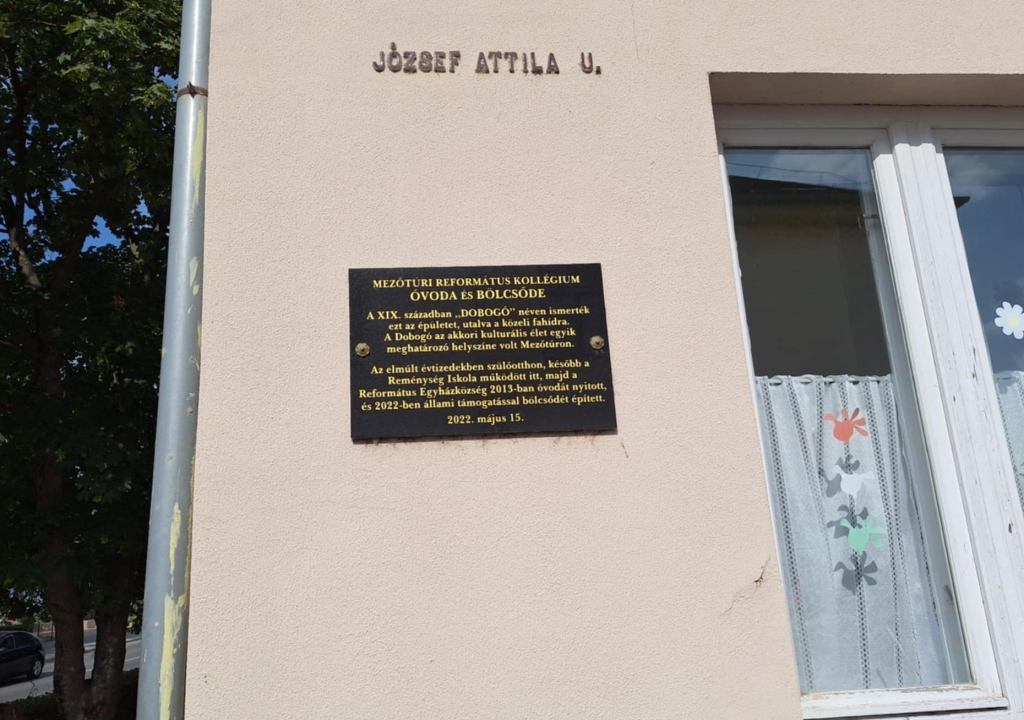 JÓZSEF ATTILA U.
MEZŐTÚRI REFORMÁTUS KOLLÉGIUM
ÓVODA ÉS BÖLCSŐDE
A XIX. században „DOBOGÓ” néven ismerték
ezt az épületet, utalva a közeli fahídra.
A Dobogó az akkori kulturális élet egyik
meghatározó helyszíne volt Mezőtúron.
Az elmúlt évtizedekben szülőotthon, később a
Reménység Iskola működött itt, majd a
Református Egyházközség 2013-ban óvodát nyitott,
és 2022-ben állami támogatással bölcsődét épített.
2022. május 15.